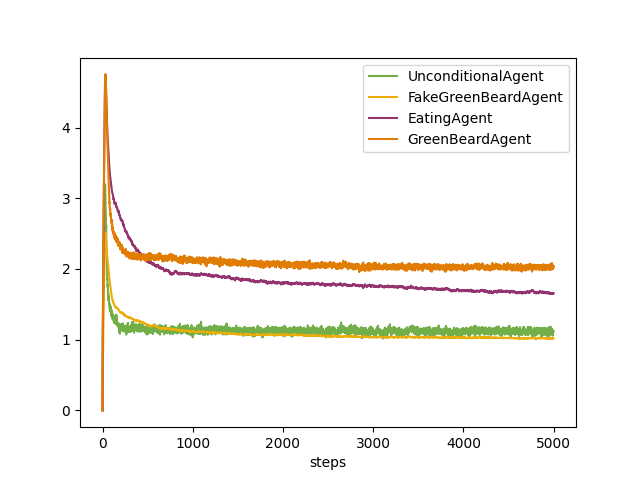 UnconditionalAgent
FakeGreenBeardAgent
EatingAgent
GreenBeardAgent
4
3
2
1
0
0 1000 2000 3000 4000 5000
steps